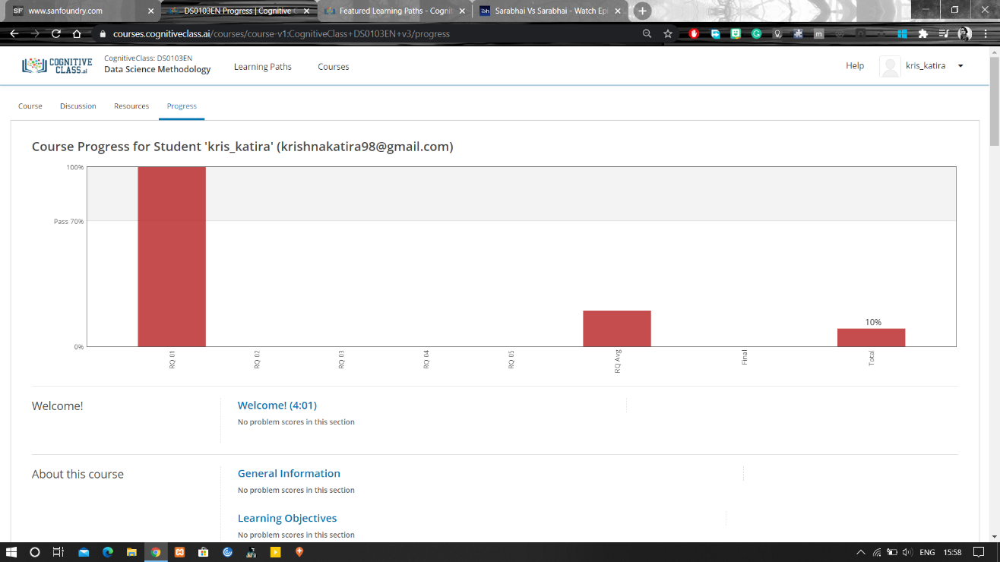 SF www.sanfoundry.com
DS0103EN Progress | Cognitive
Featured Learning Paths - Cognit
Sarabhai Vs Sarabhai - Watch Epi
courses.cognitiveclass.ai/courses/course-v1:CognitiveClass+DS0103EN+v3/progress
COGNITIVE
CLASS.ai
CognitiveClass: DS0103EN
Data Science Methodology
Learning Paths
Courses
Help
kris_katira
Course
Discussion
Resources
Progress
Course Progress for Student 'kris_katira' (krishnakatira98@gmail.com)
100%
Pass 70%
10%
0%
RQ 01
RQ 02
RQ 03
RQ 04
RQ 05
RQ Avg
Final
Total
Welcome!
Welcome! (4:01)
No problem scores in this section
About this course
General Information
No problem scores in this section
Learning Objectives
No problem scores in this section
ENG
15:58